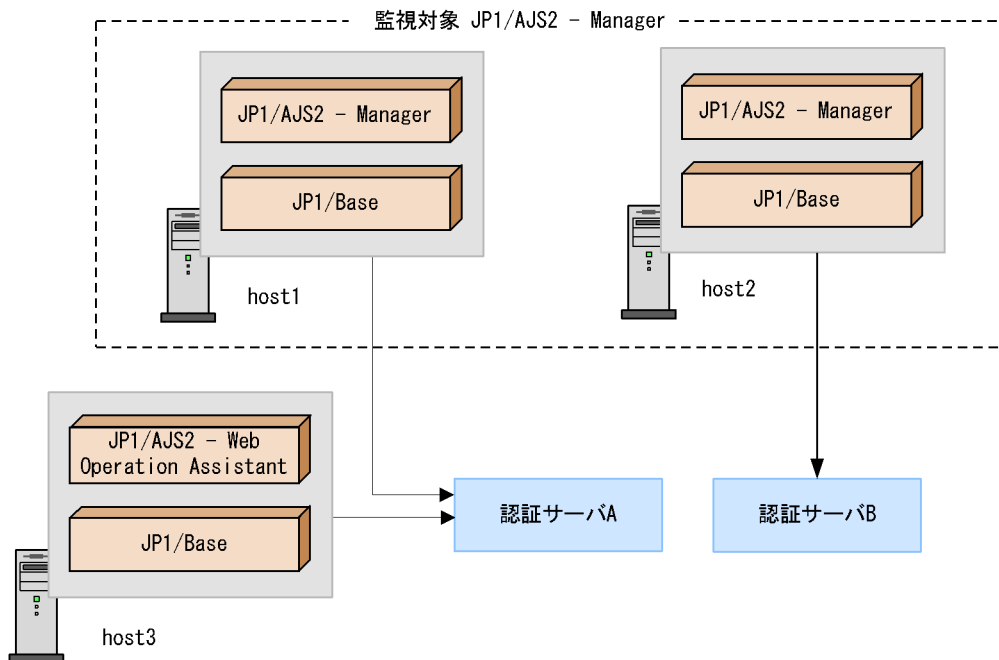 監視対象 JP1/AJS2 - Manager
JP1/AJS2 - Manager
JP1/Base
host1
JP1/AJS2 - Manager
JP1/Base
host2
JP1/AJS2 - Web
Operation Assistant
JP1/Base
host3
認証サーバA
認証サーバB